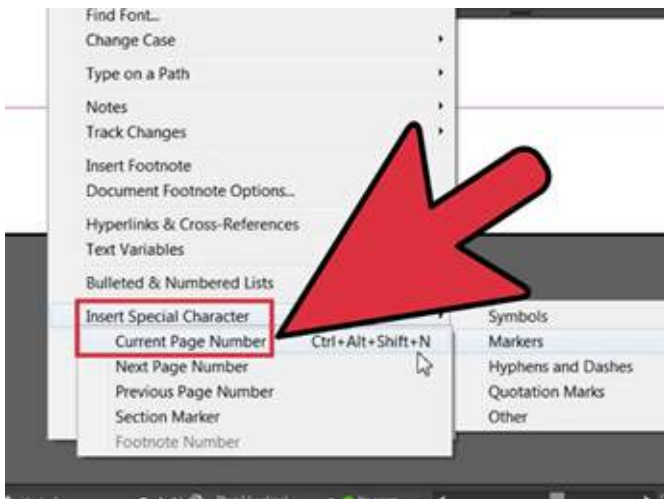 Find Font...
Change Case
Type on a Path
Notes
Track Changes
Insert Footnote
Document Footnote Options...
Hyperlinks & Cross-References
Text Variables
Bulleted & Numbered Lists
Insert Special Character
Symbols
Current Page Number Ctrl+Alt+Shift+N
Markers
Next Page Number
Hyphens and Dashes
Previous Page Number
Quotation Marks
Section Marker
Other
Footnote Number